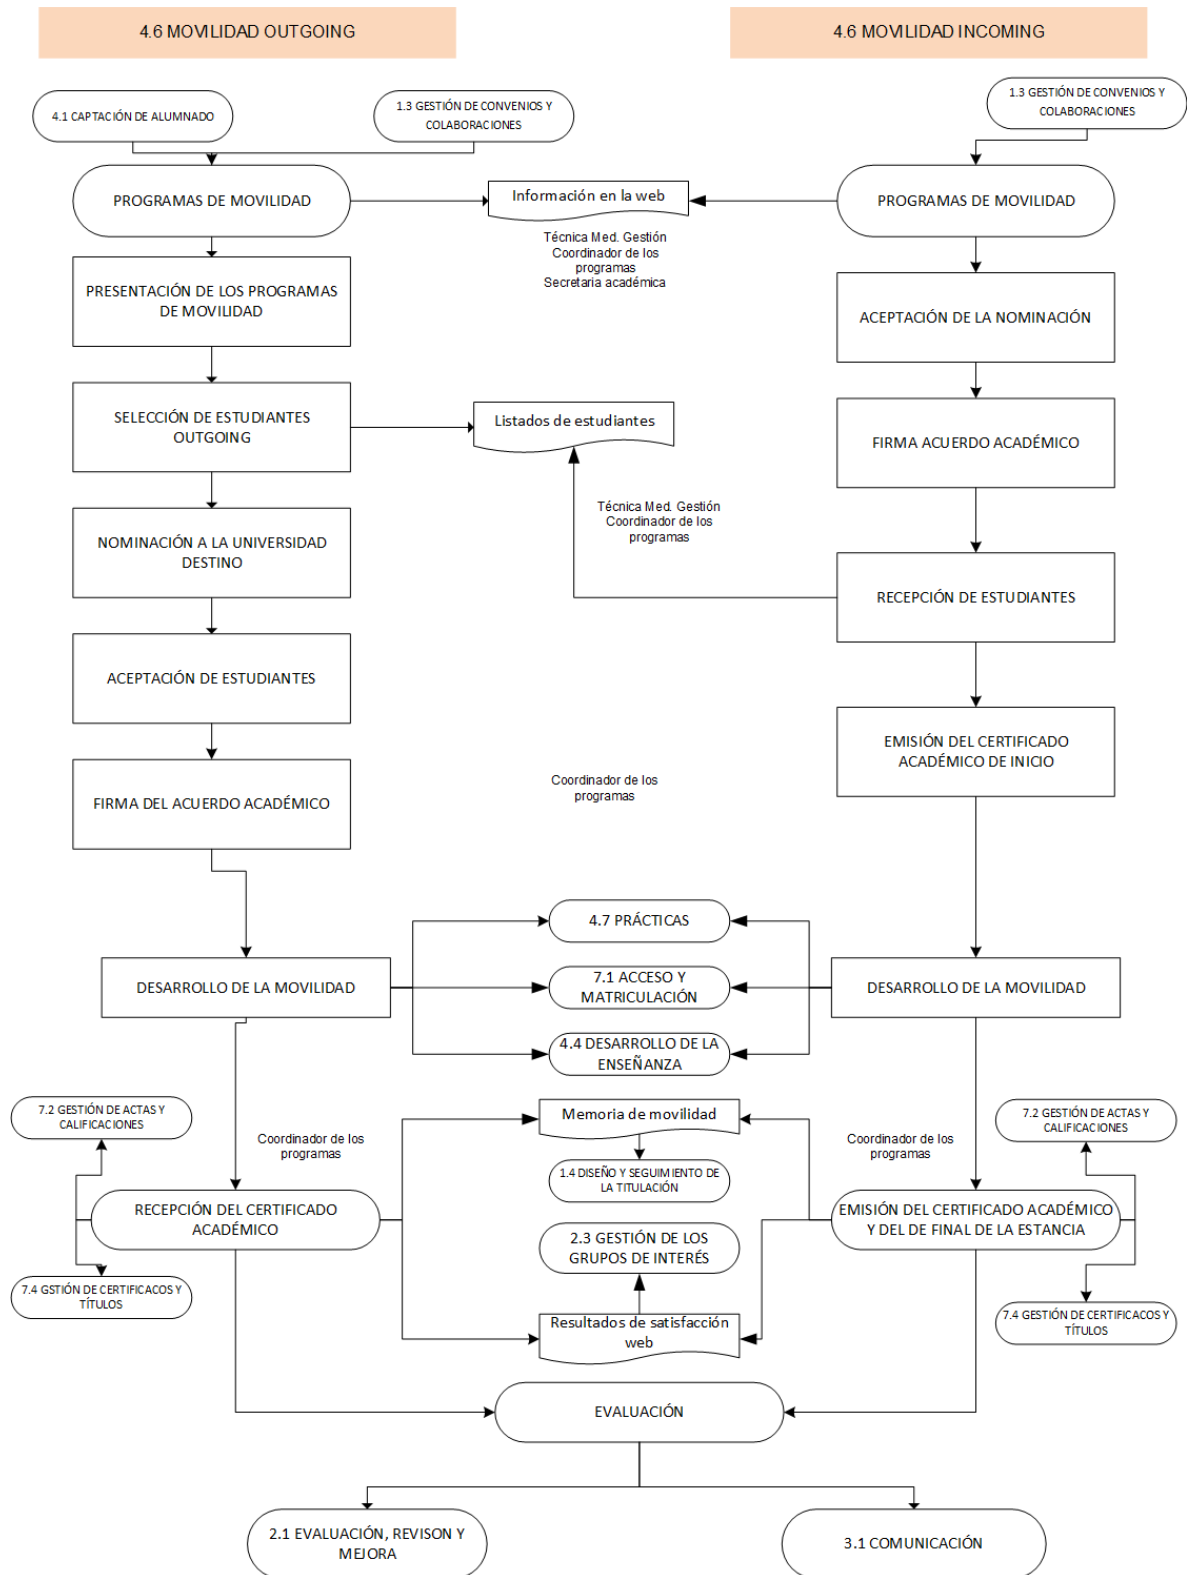 4.6 MOVILIDAD OUTGOING
4.6 MOVILIDAD INCOMING
4.1 CAPTACIÓN DE ALUMNADO
1.3 GESTIÓN DE CONVENIOS Y
COLABORACIONES
1.3 GESTIÓN DE CONVENIOS Y
COLABORACIONES
PROGRAMAS DE MOVILIDAD
Información en la web
PROGRAMAS DE MOVILIDAD
Técnica Med. Gestión
Coordinador de los
programas
Secretaria académica
PRESENTACIÓN DE LOS PROGRAMAS
DE MOVILIDAD
ACEPTACIÓN DE LA NOMINACIÓN
SELECCIÓN DE ESTUDIANTES
OUTGOING
Listados de estudiantes
FIRMA ACUERDO ACADÉMICO
Técnica Med. Gestión
Coordinador de los
programas
NOMINACIÓN A LA UNIVERSIDAD
DESTINO
RECEPCIÓN DE ESTUDIANTES
ACEPTACIÓN DE ESTUDIANTES
EMISIÓN DEL CERTIFICADO
ACADÉMICO DE INICIO
FIRMA DEL ACUERDO ACADÉMICO
Coordinador de los
programas
4.7 PRÁCTICAS
DESARROLLO DE LA MOVILIDAD
7.1 ACCESO Y
MATRICULACIÓN
DESARROLLO DE LA MOVILIDAD
4.4 DESARROLLO DE LA
ENSEÑANZA
7.2 GESTIÓN DE ACTAS Y
CALIFICACIONES
Memoria de movilidad
7.2 GESTIÓN DE ACTAS Y
CALIFICACIONES
Coordinador de los
programas
Coordinador de los
programas
1.4 DISEÑO Y SEGUIMIENTO DE
LA TITULACIÓN
RECEPCIÓN DEL CERTIFICADO
ACADÉMICO
EMISIÓN DEL CERTIFICADO ACADÉMICO
Y DEL DE FINAL DE LA ESTANCIA
2.3 GESTIÓN DE LOS
GRUPOS DE INTERÉS
7.4 GSTIÓN DE CERTIFICACOS Y
TÍTULOS
7.4 GESTIÓN DE CERTIFICACOS Y
TÍTULOS
Resultados de satisfacción
web
EVALUACIÓN
2.1 EVALUACIÓN, REVISON Y
MEJORA
3.1 COMUNICACIÓN